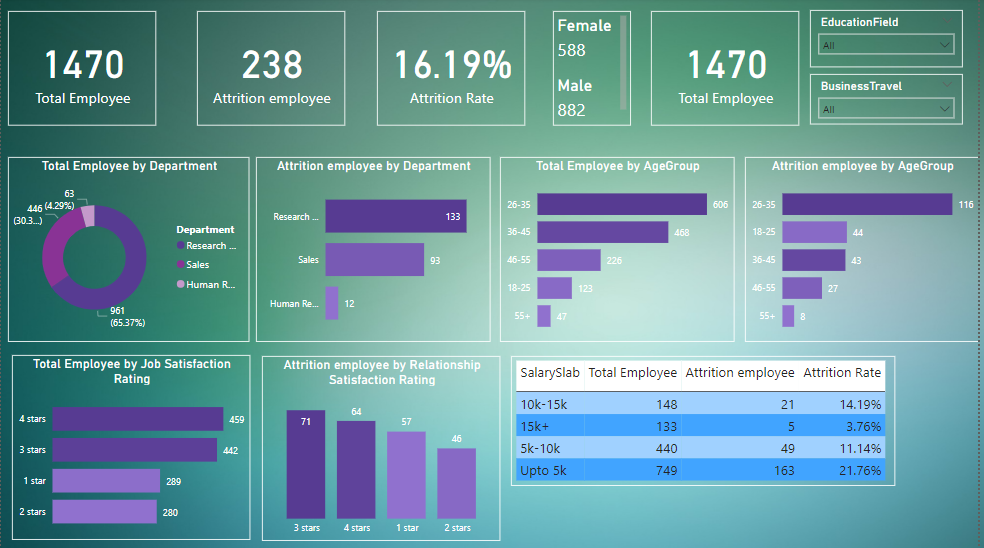 1470
Total Employee
238
Attrition employee
16.19%
Attrition Rate
Female
588
Male
882
1470
Total Employee
EducationField
All
BusinessTravel
All
Total Employee by Department
63
(4.29%)
446
(30.3...)
961
(65.37%)
Department
Research ...
Sales
Human R...
Attrition employee by Department
Research ... 133
Sales 93
Human Re... 12
Total Employee by AgeGroup
26-35 606
36-45 468
46-55 226
18-25 123
55+ 47
Attrition employee by AgeGroup
26-35 116
18-25 44
36-45 43
46-55 27
55+ 8
Total Employee by Job Satisfaction
Rating
4 stars 459
3 stars 442
1 star 289
2 stars 280
Attrition employee by Relationship
Satisfaction Rating
71 64 57 46
3 stars 4 stars 1 star 2 stars
SalarySlab Total Employee Attrition employee Attrition Rate
10k-15k 148 21 14.19%
15k+ 133 5 3.76%
5k-10k 440 49 11.14%
Upto 5k 749 163 21.76%